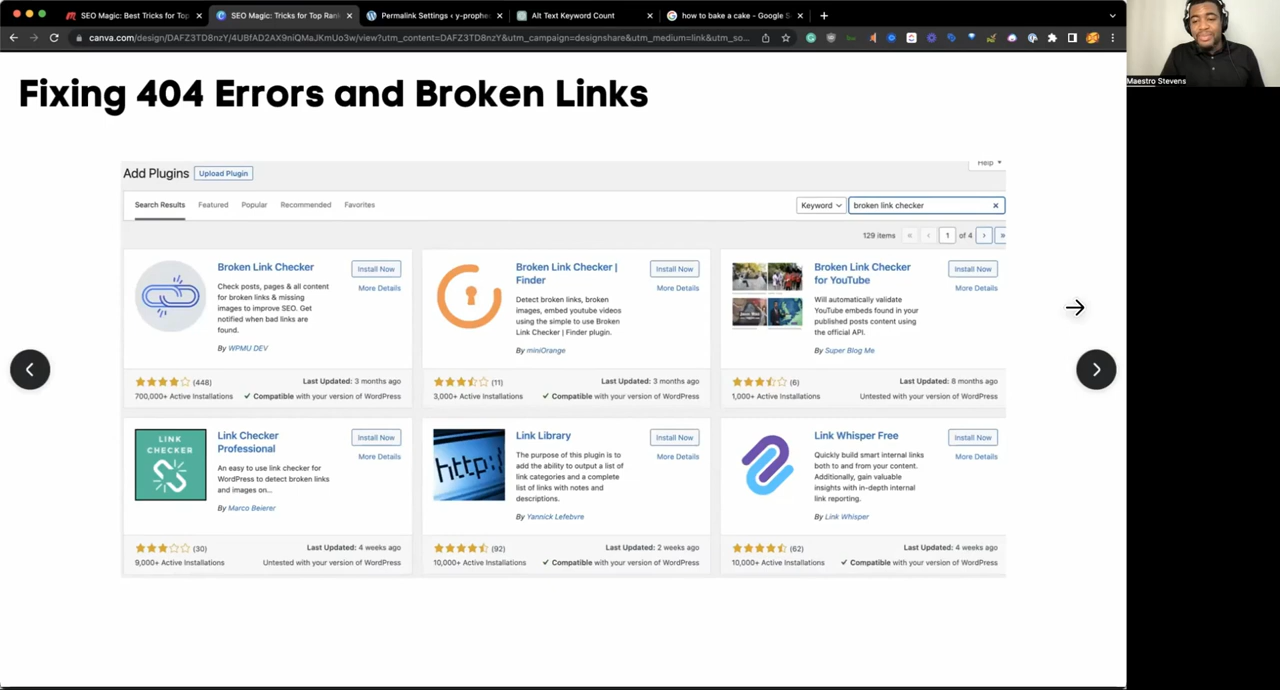 SEO Magic: Best Tricks for Top
SEO Magic: Tricks for Top Rank
Permalink Settings ‹ y-prophe
Alt Text Keyword Count
how to bake a cake - Google S
canva.com/design/DAFZ3TD8nzY/4UBfAD2AX9niQMaJKmUo3w/view?utm_content=DAFZ3TD8nzY&utm_campaign=designshare&utm_medium=link&utm_so...
Maestro Stevens
Fixing 404 Errors and Broken Links
Add Plugins
Upload Plugin
Help
Search Results
Featured
Popular
Recommended
Favorites
Keyword
broken link checker
129 items
«
‹
1
of 4
›
»
Broken Link Checker
Install Now
More Details
Check posts, pages & all content
for broken links & missing
images to improve SEO. Get
notified when bad links are
found.
By WPMU DEV
(448)
Last Updated: 3 months ago
700,000+ Active Installations
Compatible with your version of WordPress
Broken Link Checker |
Finder
Install Now
More Details
Detect broken links, broken
images, embed youtube videos
using the simple to use Broken
Link Checker | Finder plugin.
By miniOrange
(11)
Last Updated: 3 months ago
3,000+ Active Installations
Compatible with your version of WordPress
Broken Link Checker
for YouTube
Install Now
More Details
Will automatically validate
YouTube embeds found in your
published posts content using
the official API.
By Super Blog Me
(6)
Last Updated: 8 months ago
1,000+ Active Installations
Untested with your version of WordPress
LINK
CHECKER
Link Checker
Professional
Install Now
More Details
An easy to use link checker for
WordPress to detect broken links
and images on...
By Marco Beierer
(30)
Last Updated: 4 weeks ago
9,000+ Active Installations
Untested with your version of WordPress
http:/
Link Library
Install Now
More Details
The purpose of this plugin is to
add the ability to output a list of
link categories and a complete
list of links with notes and
descriptions.
By Yannick Lefebvre
(92)
Last Updated: 2 weeks ago
10,000+ Active Installations
Compatible with your version of WordPress
Link Whisper Free
Install Now
More Details
Quickly build smart internal links
both to and from your content.
Additionally, gain valuable
insights with in-depth internal
link reporting.
By Link Whisper
(62)
Last Updated: 4 weeks ago
10,000+ Active Installations
Compatible with your version of WordPress